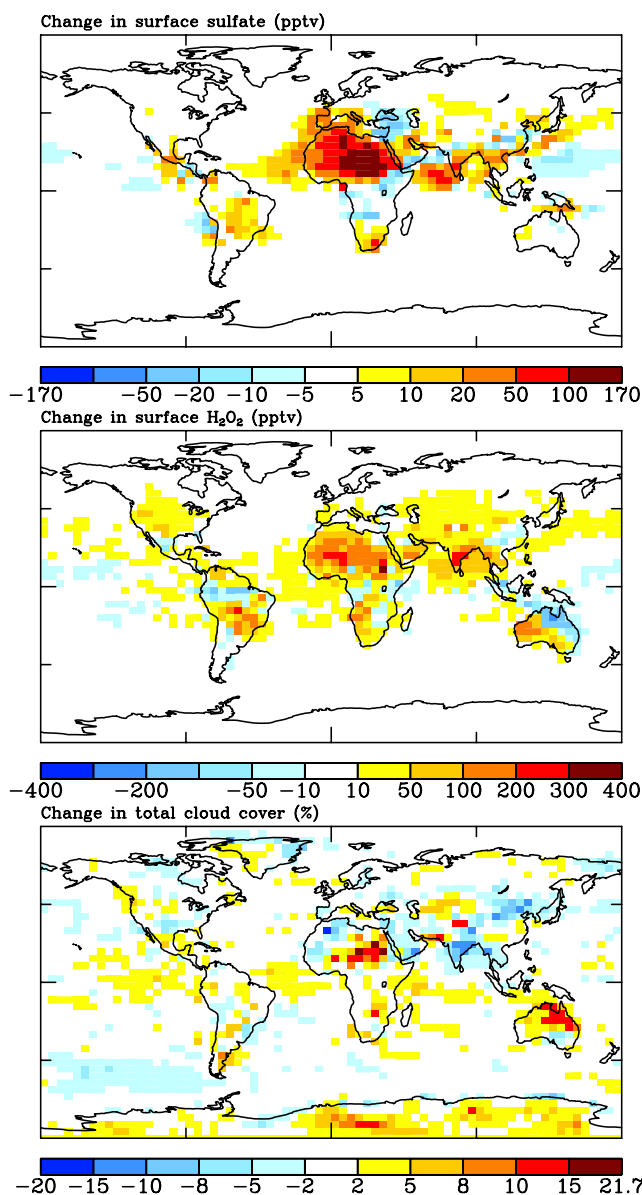 Change in surface sulfate (pptv)
−170 −50 −20 −10 −5 5 10 20 50 100 170
Change in surface H₂O₂ (pptv)
−400 −200 −50 −10 10 50 100 200 300 400
Change in total cloud cover (%)
−20 −15 −10 −8 −5 −2 2 5 8 10 15 21.7